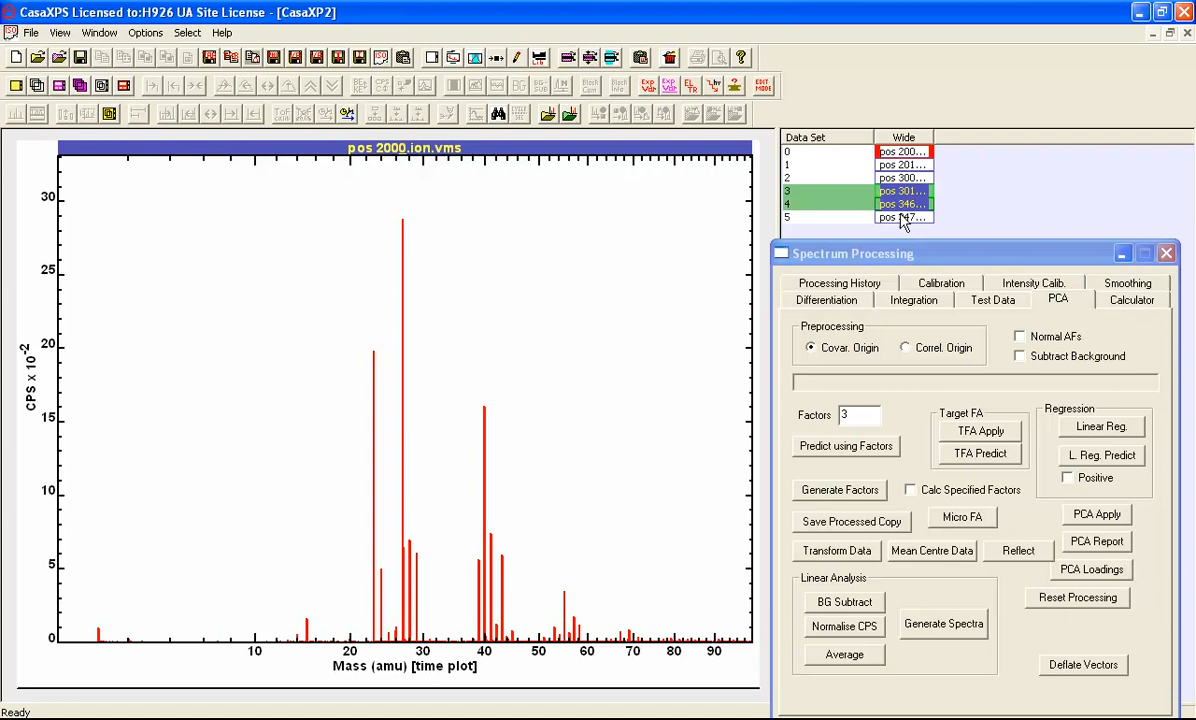 CasaXPS Licensed to:H926 UA Site License - [CasaXP2]
File View Window Options Select Help
pos 2000.ion.vms
CPS x 10-2
30
25
20
15
10
5
0
10 20 30 40 50 60 70 80 90
Mass (amu) [time plot]
Data Set Wide
0 pos 200...
1 pos 201...
2 pos 300...
3 pos 301...
4 pos 346...
5 pos 347...
Spectrum Processing
Processing History Calibration Intensity Calib. Smoothing
Differentiation Integration Test Data PCA Calculator
Preprocessing
Covar. Origin Correl. Origin
Normal AFs
Subtract Background
Factors 3
Predict using Factors
Target FA
TFA Apply
TFA Predict
Regression
Linear Reg.
L. Reg. Predict
Positive
Generate Factors Calc Specified Factors
Save Processed Copy Micro FA PCA Apply
PCA Report
Transform Data Mean Centre Data Reflect
PCA Loadings
Linear Analysis
BG Subtract
Normalise CPS
Average
Generate Spectra
Reset Processing
Deflate Vectors
Ready